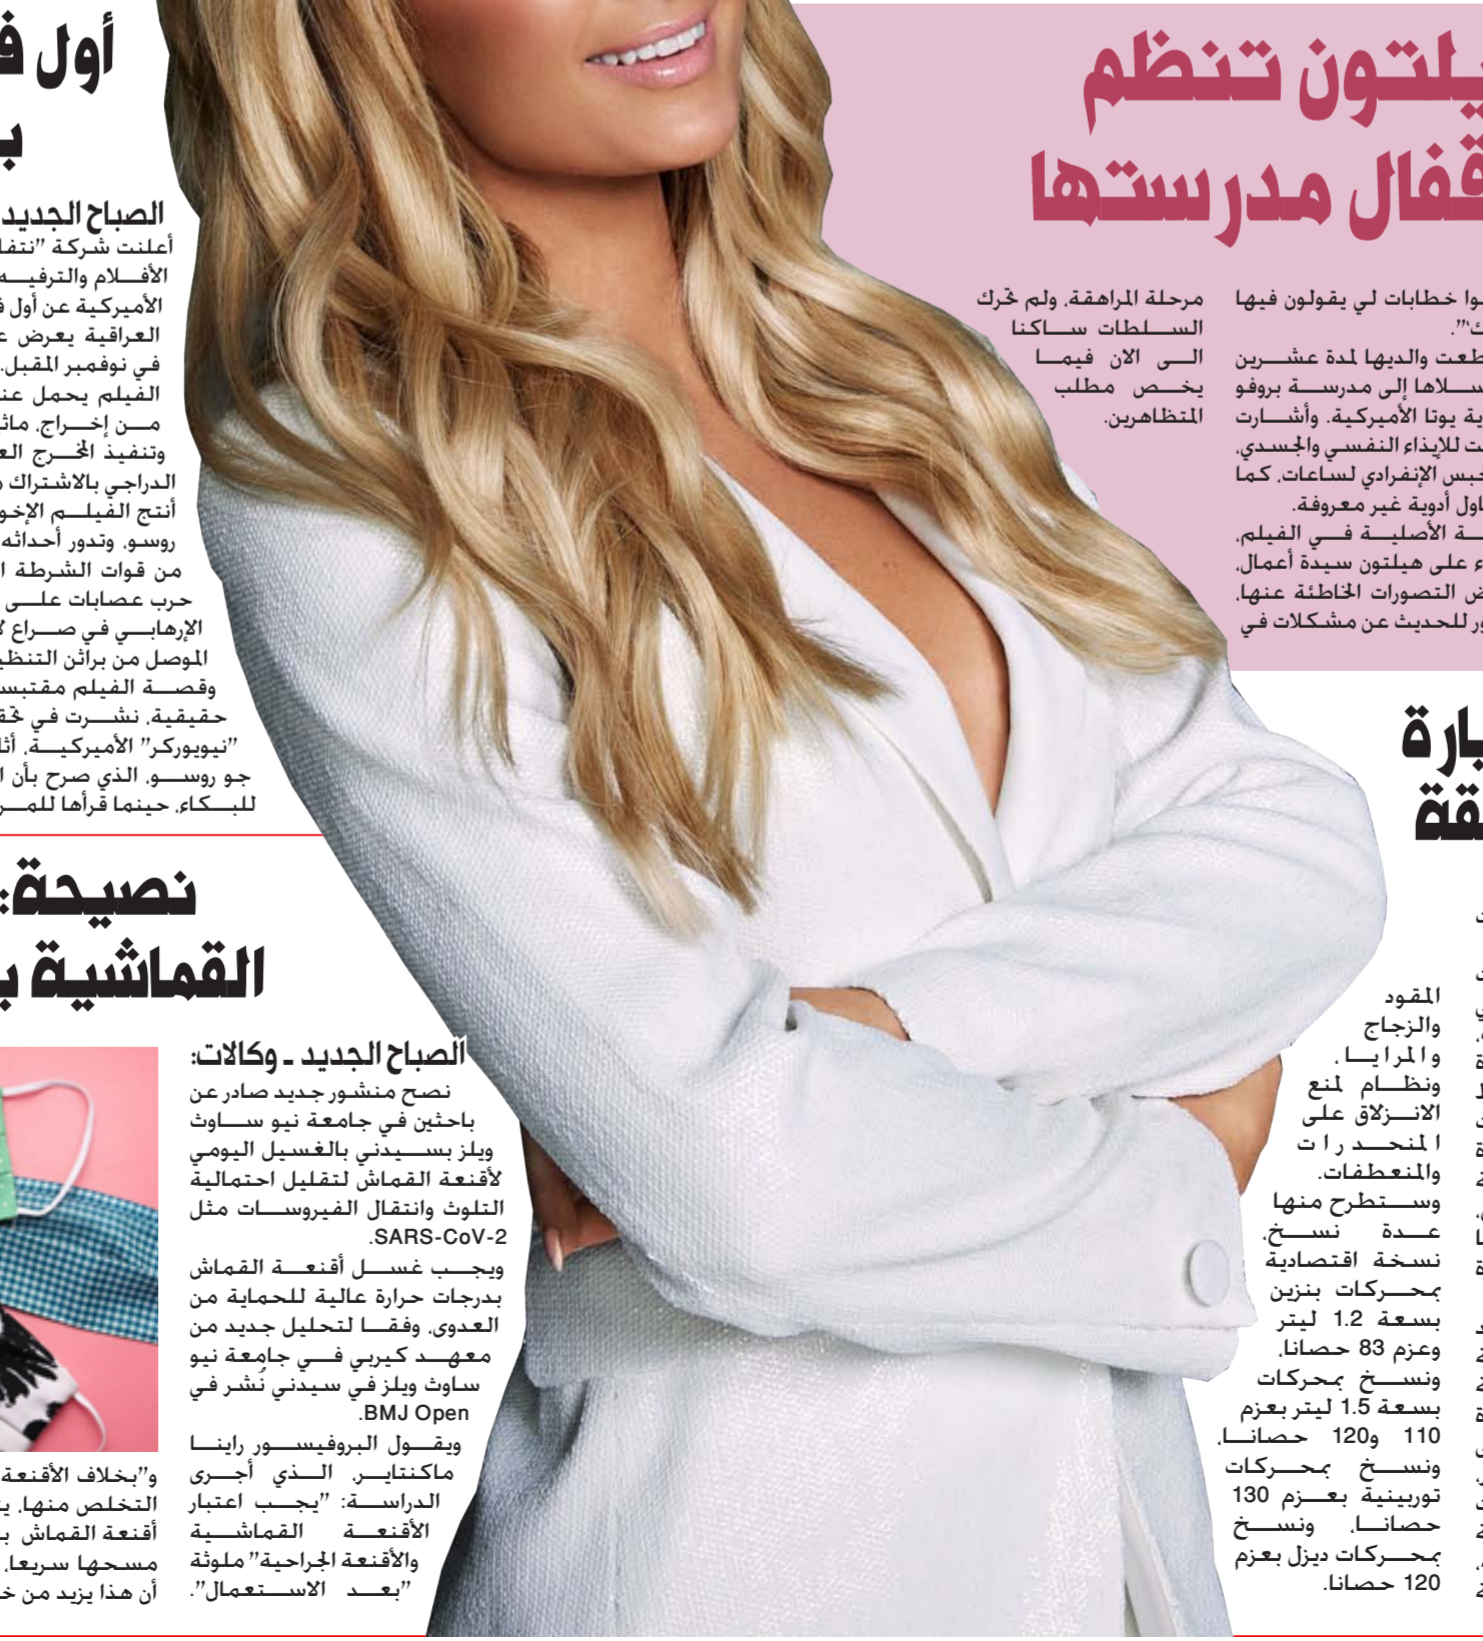 يلتون تنظم
قفال مدرستها
وا خطابات لي يقولون فيها
ك'".
طعت والديها لمدة عشرين
سلاها إلى مدرسة بروفو
ية يوتا الأميركية. وأشارت
ت للإيذاء النفسي والجسدي،
حبس الإنفرادي لساعات، كما
اول أدوية غير معروفة.
ة الأصلية في الفيلم،
ء على هيلتون سيدة أعمال،
ض التصورات الخاطئة عنها،
ور للحديث عن مشكلات في
مرحلة المراهقة، ولم تحرك
السلطات ساكنا
الى الان فيما
يخص مطلب
المتظاهرين.
يارة
قة
المقود
والزجاج
والمرايا،
ونظام لمنع
الانزلاق على
المنحدرات
والمنعطفات.
وستطرح منها
عدة نسخ،
نسخة اقتصادية
بمحركات بنزين
بسعة 1.2 ليتر
وعزم 83 حصانا،
ونسخ بمحركات
بسعة 1.5 ليتر بعزم
110 و120 حصانا،
ونسخ بمحركات
توربينية بعزم 130
حصانا، ونسخ
بمحركات ديزل بعزم
120 حصانا.
أول ف
ب
الصباح الجديد
أعلنت شركة "نتفل
الأفلام والترفيه
الأميركية عن أول ف
العراقية يعرض ع
في نوفمبر المقبل.
الفيلم يحمل عن
من إخراج، ماث
وتنفيذ المخرج الع
الدراجي بالاشتراك م
أنتج الفيلم الإخو
روسو، وتدور أحداثه
من قوات الشرطة ا
حرب عصابات على
الإرهابي في صراع لا
الموصل من براثن التنظي
وقصة الفيلم مقتبس
حقيقية، نشرت في تحق
"نيويوركر" الأميركية، أثا
جو روسو، الذي صرح بأن ا
للبكاء، حينما قرأها للمر
نصيحة:
القماشية ب
الصباح الجديد ـ وكالات:
نصح منشور جديد صادر عن
باحثين في جامعة نيو ساوث
ويلز بسيدني بالغسيل اليومي
لأقنعة القماش لتقليل احتمالية
التلوث وانتقال الفيروسات مثل
SARS-CoV-2.
ويجب غسل أقنعة القماش
بدرجات حرارة عالية للحماية من
العدوى، وفقا لتحليل جديد من
معهد كيربي في جامعة نيو
ساوث ويلز في سيدني نُشر في
BMJ Open.
ويقول البروفيسور راينا
ماكنتاير، الذي أجرى
الدراسة: "يجب اعتبار
الأقنعة القماشية
والأقنعة الجراحية" ملوثة
"بعد الاستعمال".
و"بخلاف الأقنعة
التخلص منها، ي
أقنعة القماش ب
مسحها سريعا،
أن هذا يزيد من خ